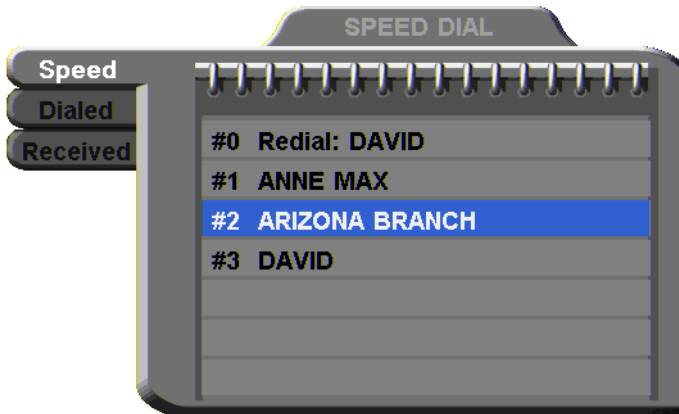 SPEED DIAL
Speed
Dialed
Received
#0 Redial: DAVID
#1 ANNE MAX
#2 ARIZONA BRANCH
#3 DAVID